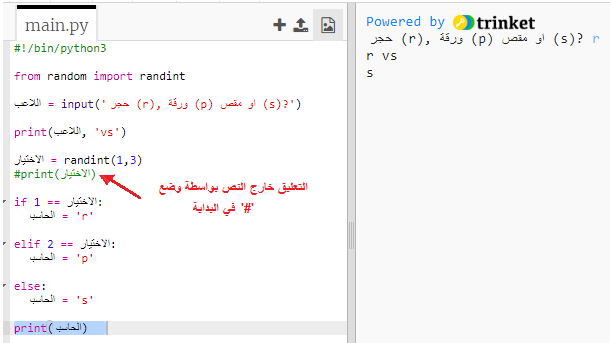 main.py
#!/bin/python3
from random import randint
اللاعب = input('حجر (r), ورقة (p) او مقص (s)?')
print(اللاعب, 'vs')
الاختيار = randint(1,3)
#print(الاختيار)
التعليق خارج النص بواسطة وضع
'#' في البداية
if 1 == الاختيار:
الحاسب = 'r'
elif 2 == الاختيار:
الحاسب = 'p'
else:
الحاسب = 's'
print(الحاسب)
Powered by trinket
حجر (r), ورقة (p) او مقص (s)? r
r vs
s